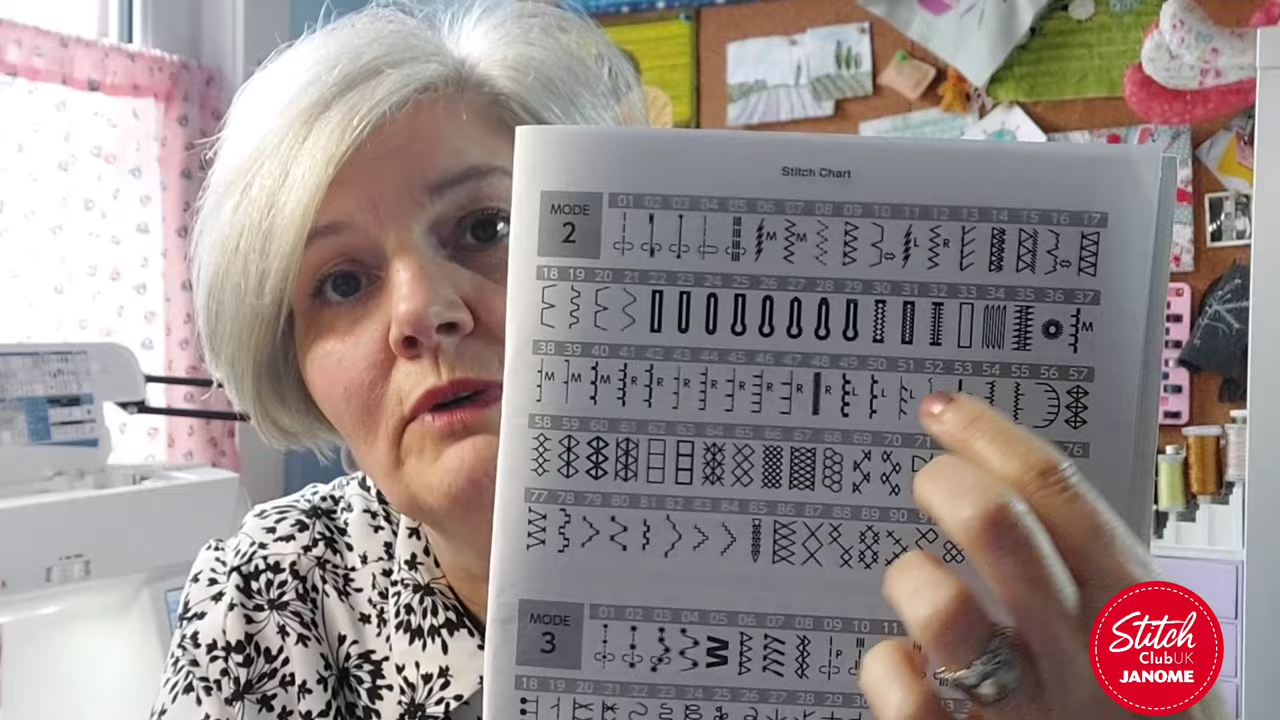 Stitch Chart
MODE 2
01 02 03 04 05 06 07 08 09 10 11 12 13 14 15 16 17
M M L R
18 19 20 21 22 23 24 25 26 27 28 29 30 31 32 33 34 35 36 37
M
38 39 40 41 42 43 44 45 46 47 48 49 50 51 52 53 54 55 56 57
M M M R R R R R R R R L L L
58 59 60 61 62 63 64 65 66 67 68 69 70 71 76
77 78 79 80 81 82 83 84 85 86 87 88 89 90
MODE 3
01 02 03 04 05 06 07 08 09 10 11
P
18 19 20 21 22 23 24 25 26 27 28 29 30
Stitch
ClubUK
JANOME